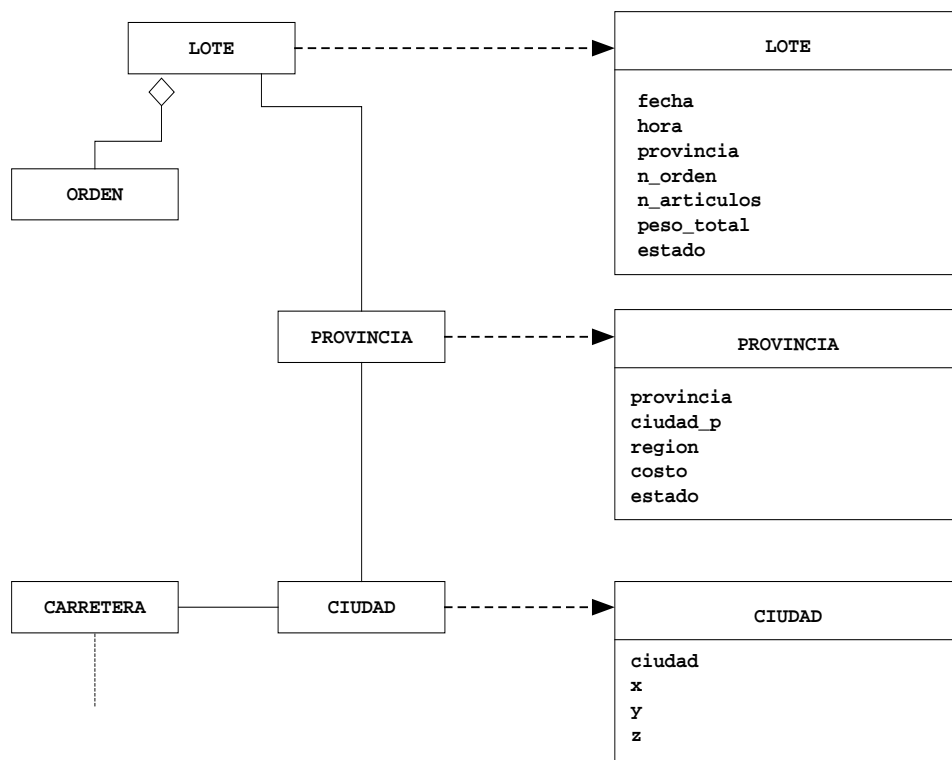 LOTE
LOTE
fecha
hora
provincia
n_orden
n_articulos
peso_total
estado
ORDEN
PROVINCIA
PROVINCIA
provincia
ciudad_p
region
costo
estado
CARRETERA
CIUDAD
CIUDAD
ciudad
x
y
z